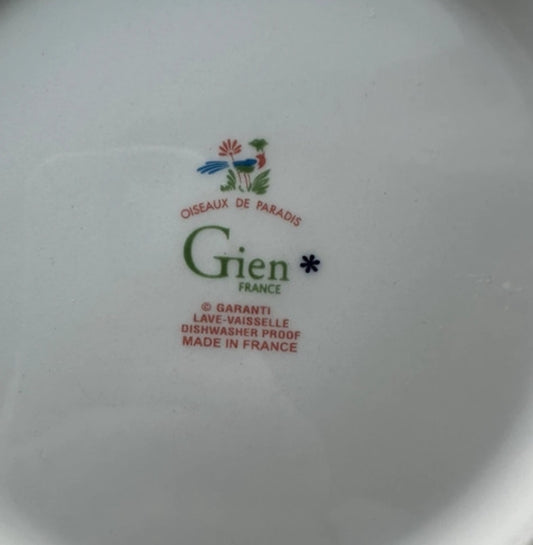 OISEAUX DE PARADIS
Gien *
FRANCE
© GARANTI
LAVE-VAISSELLE
DISHWASHER PROOF
MADE IN FRANCE